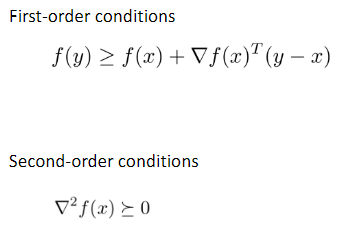 First-order conditions
f(y) ≥ f(x) + ∇f(x)ᵀ(y − x)
Second-order conditions
∇²f(x) ⪰ 0